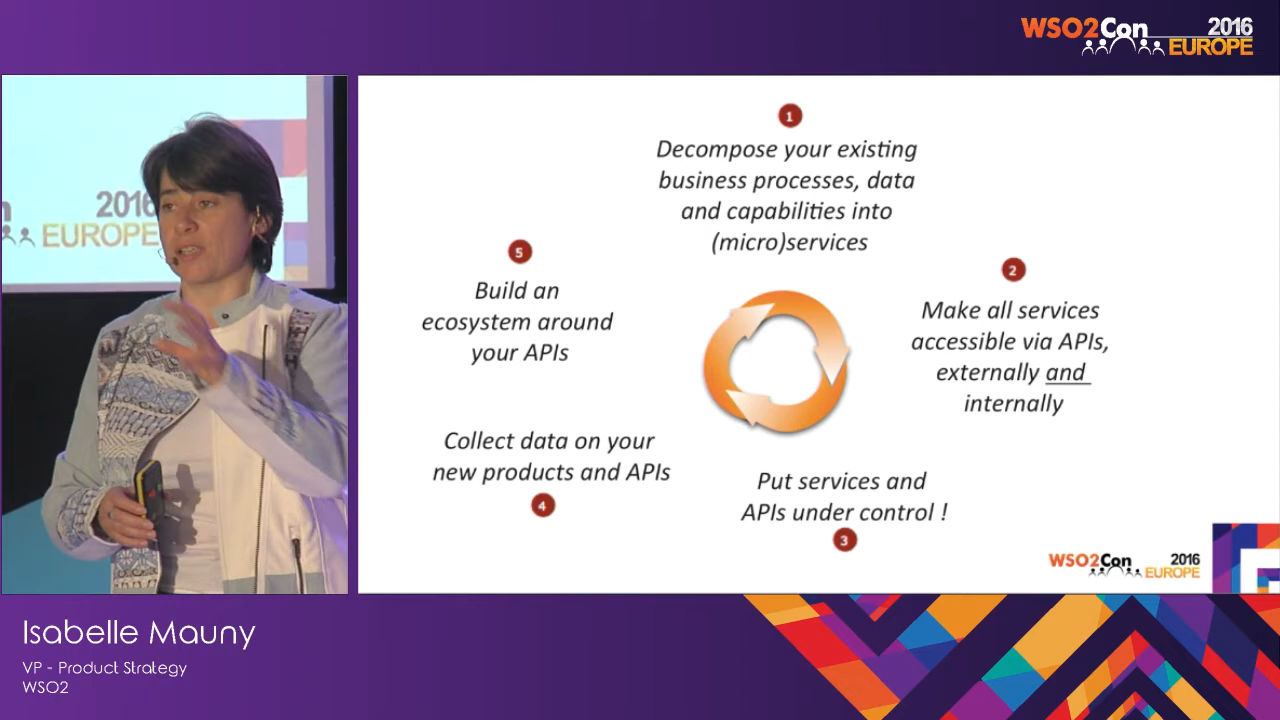 WSO2Con 2016
EUROPE
2016
EUROPE
1
Decompose your existing
business processes, data
and capabilities into
(micro)services
2
Make all services
accessible via APIs,
externally and
internally
Put services and
APIs under control !
3
Collect data on your
new products and APIs
4
5
Build an
ecosystem around
your APIs
WSO2Con 2016
EUROPE
Isabelle Mauny
VP - Product Strategy
WSO2